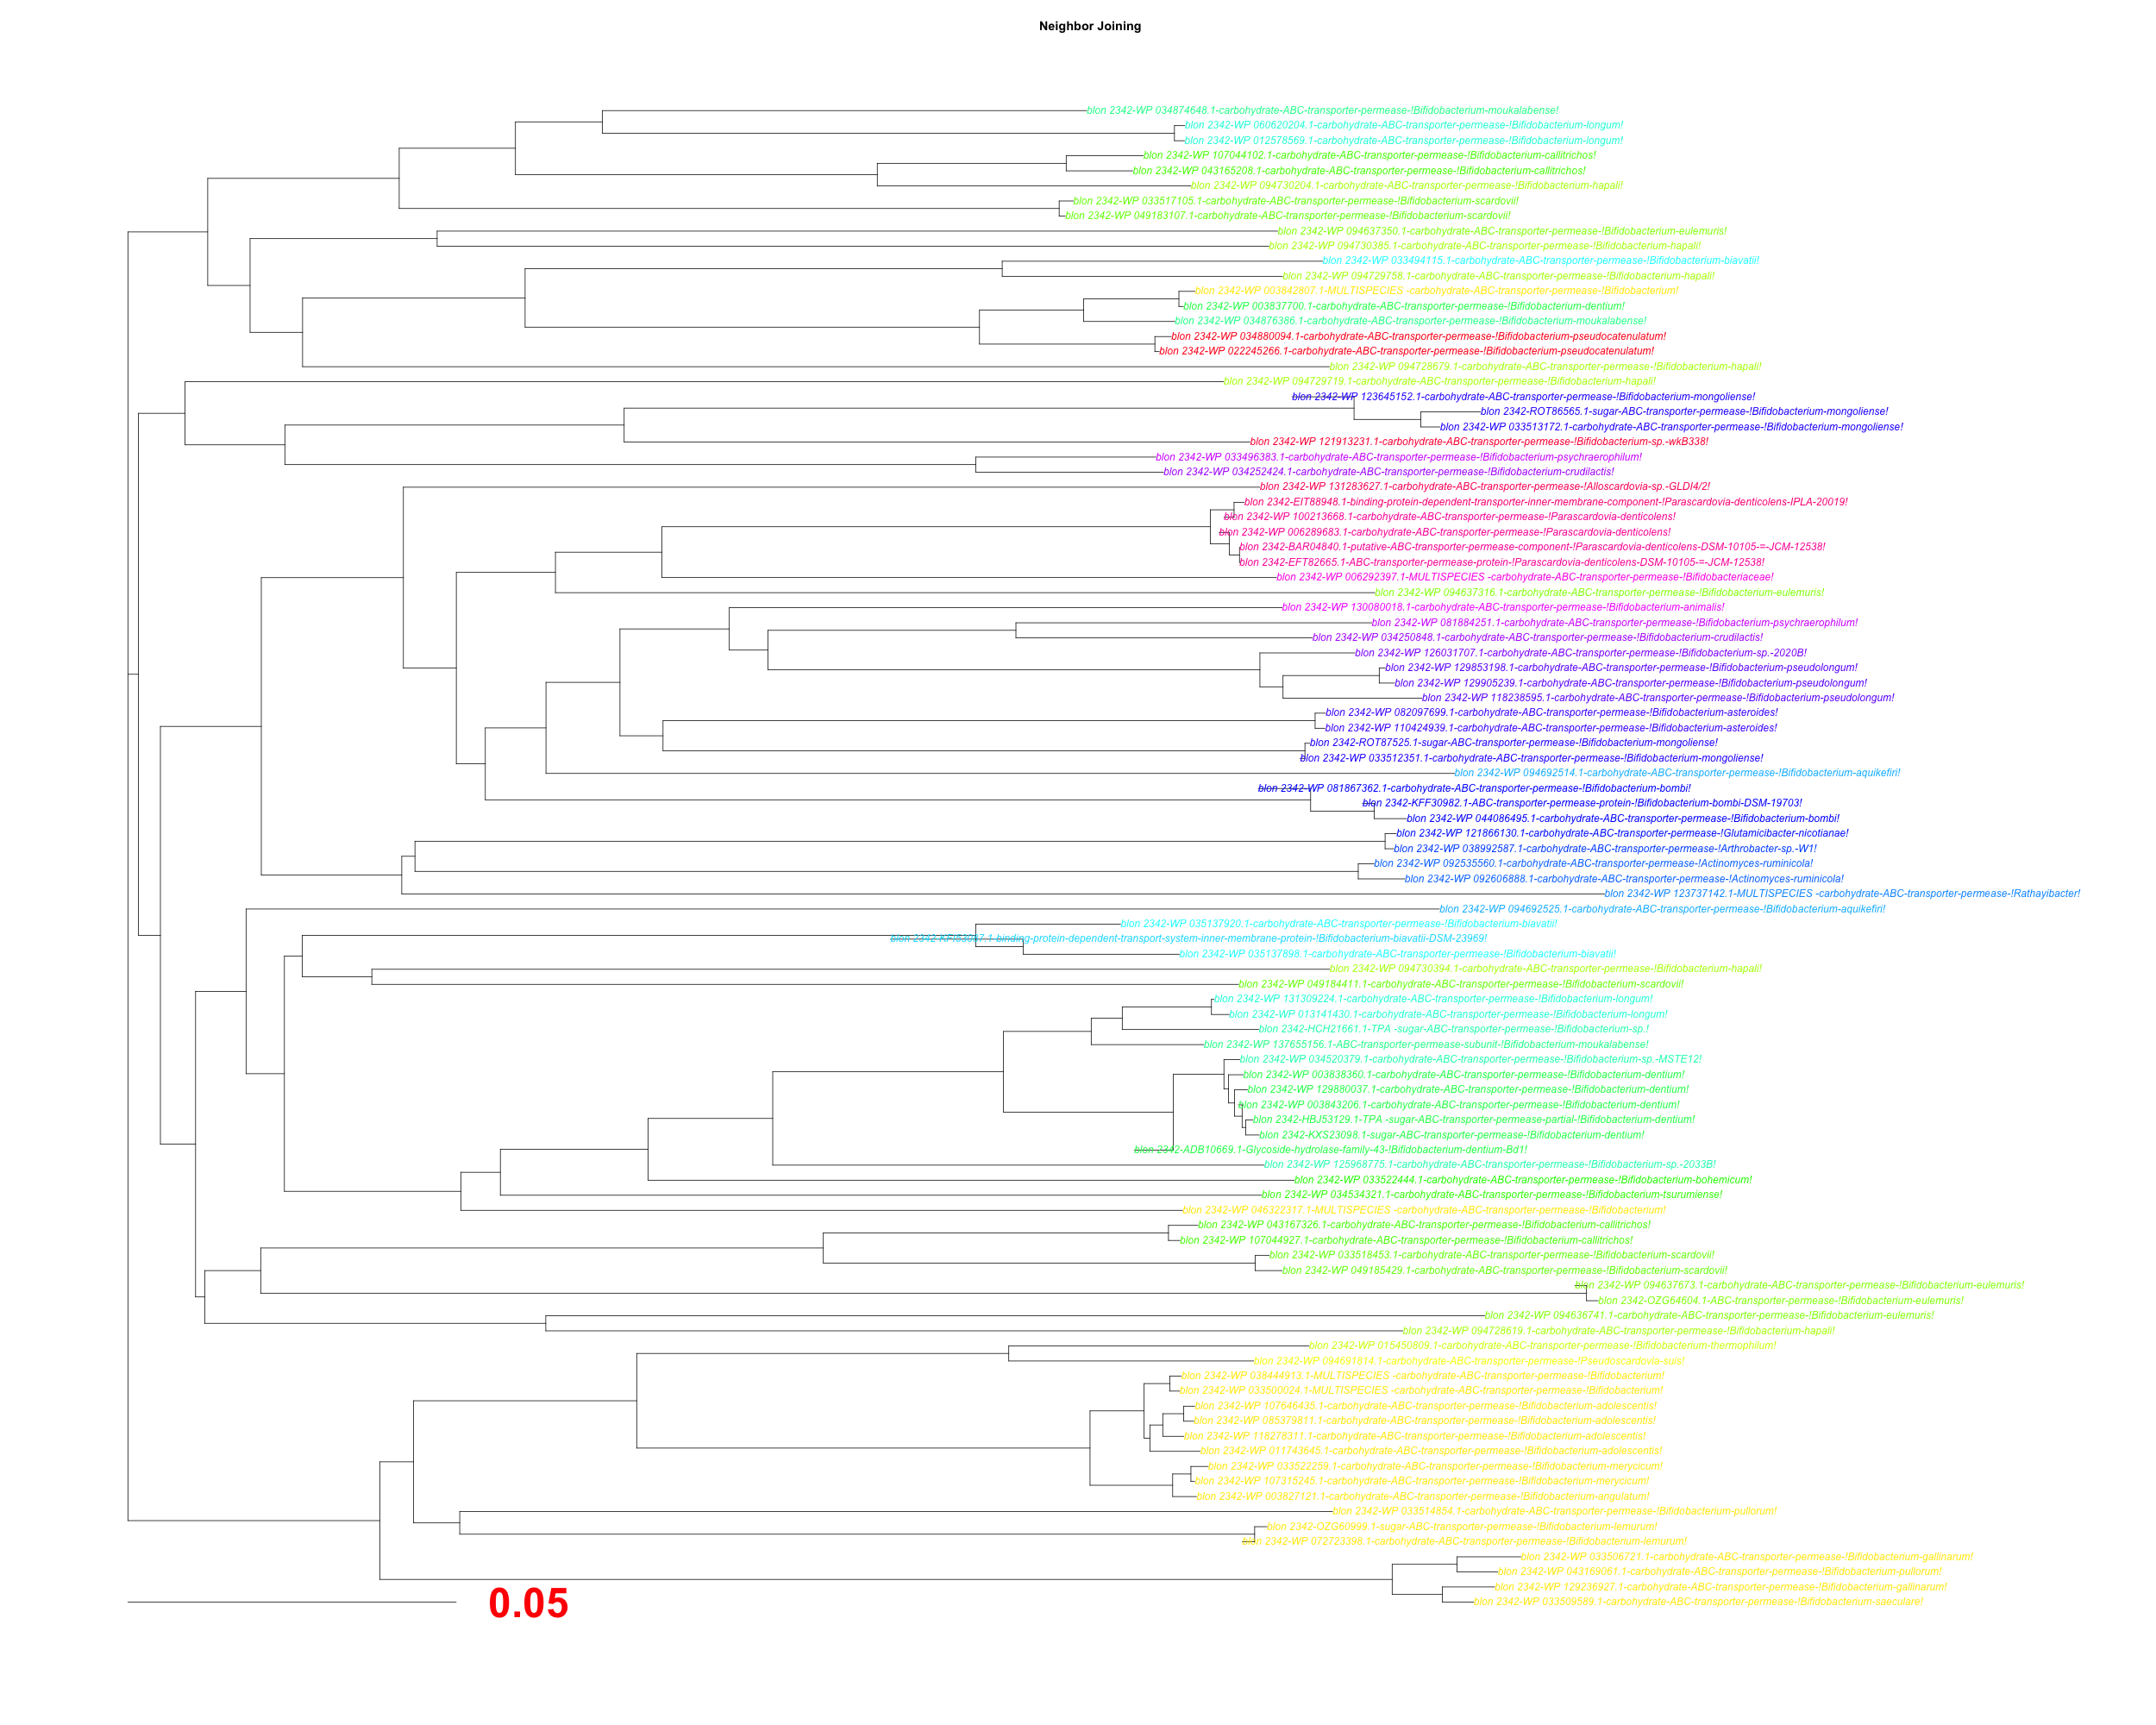 Neighbor Joining
blon 2342-WP 034874648.1-carbohydrate-ABC-transporter-permease-!Bifidobacterium-moukalabense!
blon 2342-WP 060620204.1-carbohydrate-ABC-transporter-permease-!Bifidobacterium-longum!
blon 2342-WP 012578569.1-carbohydrate-ABC-transporter-permease-!Bifidobacterium-longum!
blon 2342-WP 107044102.1-carbohydrate-ABC-transporter-permease-!Bifidobacterium-callitrichos!
blon 2342-WP 043165208.1-carbohydrate-ABC-transporter-permease-!Bifidobacterium-callitrichos!
blon 2342-WP 094730204.1-carbohydrate-ABC-transporter-permease-!Bifidobacterium-hapali!
blon 2342-WP 033517105.1-carbohydrate-ABC-transporter-permease-!Bifidobacterium-scardovii!
blon 2342-WP 049183107.1-carbohydrate-ABC-transporter-permease-!Bifidobacterium-scardovii!
blon 2342-WP 094637350.1-carbohydrate-ABC-transporter-permease-!Bifidobacterium-eulemuris!
blon 2342-WP 094730385.1-carbohydrate-ABC-transporter-permease-!Bifidobacterium-hapali!
blon 2342-WP 033494115.1-carbohydrate-ABC-transporter-permease-!Bifidobacterium-biavatii!
blon 2342-WP 094729758.1-carbohydrate-ABC-transporter-permease-!Bifidobacterium-hapali!
blon 2342-WP 003842807.1-MULTISPECIES -carbohydrate-ABC-transporter-permease-!Bifidobacterium!
blon 2342-WP 003837700.1-carbohydrate-ABC-transporter-permease-!Bifidobacterium-dentium!
blon 2342-WP 034876386.1-carbohydrate-ABC-transporter-permease-!Bifidobacterium-moukalabense!
blon 2342-WP 034880094.1-carbohydrate-ABC-transporter-permease-!Bifidobacterium-pseudocatenulatum!
blon 2342-WP 022245266.1-carbohydrate-ABC-transporter-permease-!Bifidobacterium-pseudocatenulatum!
blon 2342-WP 094728679.1-carbohydrate-ABC-transporter-permease-!Bifidobacterium-hapali!
blon 2342-WP 094729719.1-carbohydrate-ABC-transporter-permease-!Bifidobacterium-hapali!
blon 2342-WP 123645152.1-carbohydrate-ABC-transporter-permease-!Bifidobacterium-mongoliense!
blon 2342-ROT86565.1-sugar-ABC-transporter-permease-!Bifidobacterium-mongoliense!
blon 2342-WP 033513172.1-carbohydrate-ABC-transporter-permease-!Bifidobacterium-mongoliense!
blon 2342-WP 121913231.1-carbohydrate-ABC-transporter-permease-!Bifidobacterium-sp.-wkB338!
blon 2342-WP 033496383.1-carbohydrate-ABC-transporter-permease-!Bifidobacterium-psychraerophilum!
blon 2342-WP 034252424.1-carbohydrate-ABC-transporter-permease-!Bifidobacterium-crudilactis!
blon 2342-WP 131283627.1-carbohydrate-ABC-transporter-permease-!Alloscardovia-sp.-GLDI4/2!
blon 2342-EIT88948.1-binding-protein-dependent-transporter-inner-membrane-component-!Parascardovia-denticolens-IPLA-20019!
blon 2342-WP 100213668.1-carbohydrate-ABC-transporter-permease-!Parascardovia-denticolens!
blon 2342-WP 006289683.1-carbohydrate-ABC-transporter-permease-!Parascardovia-denticolens!
blon 2342-BAR04840.1-putative-ABC-transporter-permease-component-!Parascardovia-denticolens-DSM-10105-=-JCM-12538!
blon 2342-EFT82665.1-ABC-transporter-permease-protein-!Parascardovia-denticolens-DSM-10105-=-JCM-12538!
blon 2342-WP 006292397.1-MULTISPECIES -carbohydrate-ABC-transporter-permease-!Bifidobacteriaceae!
blon 2342-WP 094637316.1-carbohydrate-ABC-transporter-permease-!Bifidobacterium-eulemuris!
blon 2342-WP 130080018.1-carbohydrate-ABC-transporter-permease-!Bifidobacterium-animalis!
blon 2342-WP 081884251.1-carbohydrate-ABC-transporter-permease-!Bifidobacterium-psychraerophilum!
blon 2342-WP 034250848.1-carbohydrate-ABC-transporter-permease-!Bifidobacterium-crudilactis!
blon 2342-WP 126031707.1-carbohydrate-ABC-transporter-permease-!Bifidobacterium-sp.-2020B!
blon 2342-WP 129853198.1-carbohydrate-ABC-transporter-permease-!Bifidobacterium-pseudolongum!
blon 2342-WP 129905239.1-carbohydrate-ABC-transporter-permease-!Bifidobacterium-pseudolongum!
blon 2342-WP 118238595.1-carbohydrate-ABC-transporter-permease-!Bifidobacterium-pseudolongum!
blon 2342-WP 082097699.1-carbohydrate-ABC-transporter-permease-!Bifidobacterium-asteroides!
blon 2342-WP 110424939.1-carbohydrate-ABC-transporter-permease-!Bifidobacterium-asteroides!
blon 2342-ROT87525.1-sugar-ABC-transporter-permease-!Bifidobacterium-mongoliense!
blon 2342-WP 033512351.1-carbohydrate-ABC-transporter-permease-!Bifidobacterium-mongoliense!
blon 2342-WP 094692514.1-carbohydrate-ABC-transporter-permease-!Bifidobacterium-aquikefiri!
blon 2342-WP 081867362.1-carbohydrate-ABC-transporter-permease-!Bifidobacterium-bombi!
blon 2342-KFF30982.1-ABC-transporter-permease-protein-!Bifidobacterium-bombi-DSM-19703!
blon 2342-WP 044086495.1-carbohydrate-ABC-transporter-permease-!Bifidobacterium-bombi!
blon 2342-WP 121866130.1-carbohydrate-ABC-transporter-permease-!Glutamicibacter-nicotianae!
blon 2342-WP 038992587.1-carbohydrate-ABC-transporter-permease-!Arthrobacter-sp.-W1!
blon 2342-WP 092535560.1-carbohydrate-ABC-transporter-permease-!Actinomyces-ruminicola!
blon 2342-WP 092606888.1-carbohydrate-ABC-transporter-permease-!Actinomyces-ruminicola!
blon 2342-WP 123737142.1-MULTISPECIES -carbohydrate-ABC-transporter-permease-!Rathayibacter!
blon 2342-WP 094692525.1-carbohydrate-ABC-transporter-permease-!Bifidobacterium-aquikefiri!
blon 2342-WP 035137920.1-carbohydrate-ABC-transporter-permease-!Bifidobacterium-biavatii!
blon binding-protein-dependent-transport-system-inner-membrane-protein-!Bifidobacterium-biavatii-DSM-23969!
blon 2342-WP 035137898.1-carbohydrate-ABC-transporter-permease-!Bifidobacterium-biavatii!
blon 2342-WP 094730394.1-carbohydrate-ABC-transporter-permease-!Bifidobacterium-hapali!
blon 2342-WP 049184411.1-carbohydrate-ABC-transporter-permease-!Bifidobacterium-scardovii!
blon 2342-WP 131309224.1-carbohydrate-ABC-transporter-permease-!Bifidobacterium-longum!
blon 2342-WP 013141430.1-carbohydrate-ABC-transporter-permease-!Bifidobacterium-longum!
blon 2342-HCH21661.1-TPA -sugar-ABC-transporter-permease-!Bifidobacterium-sp.!
blon 2342-WP 137655156.1-ABC-transporter-permease-subunit-!Bifidobacterium-moukalabense!
blon 2342-WP 034520379.1-carbohydrate-ABC-transporter-permease-!Bifidobacterium-sp.-MSTE12!
blon 2342-WP 003838360.1-carbohydrate-ABC-transporter-permease-!Bifidobacterium-dentium!
blon 2342-WP 129880037.1-carbohydrate-ABC-transporter-permease-!Bifidobacterium-dentium!
blon 2342-WP 003843206.1-carbohydrate-ABC-transporter-permease-!Bifidobacterium-dentium!
blon 2342-HBJ53129.1-TPA -sugar-ABC-transporter-permease-partial-!Bifidobacterium-dentium!
blon 2342-KXS23098.1-sugar-ABC-transporter-permease-!Bifidobacterium-dentium!
blon 2342-ADB10669.1-Glycoside-hydrolase-family-43-!Bifidobacterium-dentium-Bd1!
blon 2342-WP 125968775.1-carbohydrate-ABC-transporter-permease-!Bifidobacterium-sp.-2033B!
blon 2342-WP 033522444.1-carbohydrate-ABC-transporter-permease-!Bifidobacterium-bohemicum!
blon 2342-WP 034534321.1-carbohydrate-ABC-transporter-permease-!Bifidobacterium-tsurumiense!
blon 2342-WP 046322317.1-MULTISPECIES -carbohydrate-ABC-transporter-permease-!Bifidobacterium!
blon 2342-WP 043167326.1-carbohydrate-ABC-transporter-permease-!Bifidobacterium-callitrichos!
blon 2342-WP 107044927.1-carbohydrate-ABC-transporter-permease-!Bifidobacterium-callitrichos!
blon 2342-WP 033518453.1-carbohydrate-ABC-transporter-permease-!Bifidobacterium-scardovii!
blon 2342-WP 049185429.1-carbohydrate-ABC-transporter-permease-!Bifidobacterium-scardovii!
blon 2342-WP 094637673.1-carbohydrate-ABC-transporter-permease-!Bifidobacterium-eulemuris!
blon 2342-OZG64604.1-ABC-transporter-permease-!Bifidobacterium-eulemuris!
blon 2342-WP 094636741.1-carbohydrate-ABC-transporter-permease-!Bifidobacterium-eulemuris!
blon 2342-WP 094728619.1-carbohydrate-ABC-transporter-permease-!Bifidobacterium-hapali!
blon 2342-WP 015450809.1-carbohydrate-ABC-transporter-permease-!Bifidobacterium-thermophilum!
blon 2342-WP 094691814.1-carbohydrate-ABC-transporter-permease-!Pseudoscardovia-suis!
blon 2342-WP 038444913.1-MULTISPECIES -carbohydrate-ABC-transporter-permease-!Bifidobacterium!
blon 2342-WP 033500024.1-MULTISPECIES -carbohydrate-ABC-transporter-permease-!Bifidobacterium!
blon 2342-WP 107646435.1-carbohydrate-ABC-transporter-permease-!Bifidobacterium-adolescentis!
blon 2342-WP 085379811.1-carbohydrate-ABC-transporter-permease-!Bifidobacterium-adolescentis!
blon 2342-WP 118278311.1-carbohydrate-ABC-transporter-permease-!Bifidobacterium-adolescentis!
blon 2342-WP 011743645.1-carbohydrate-ABC-transporter-permease-!Bifidobacterium-adolescentis!
blon 2342-WP 033522259.1-carbohydrate-ABC-transporter-permease-!Bifidobacterium-merycicum!
blon 2342-WP 107315245.1-carbohydrate-ABC-transporter-permease-!Bifidobacterium-merycicum!
blon 2342-WP 003827121.1-carbohydrate-ABC-transporter-permease-!Bifidobacterium-angulatum!
blon 2342-WP 033514854.1-carbohydrate-ABC-transporter-permease-!Bifidobacterium-pullorum!
blon 2342-OZG60999.1-sugar-ABC-transporter-permease-!Bifidobacterium-lemurum!
blon 2342-WP 072723398.1-carbohydrate-ABC-transporter-permease-!Bifidobacterium-lemurum!
blon 2342-WP 033506721.1-carbohydrate-ABC-transporter-permease-!Bifidobacterium-gallinarum!
blon 2342-WP 043169061.1-carbohydrate-ABC-transporter-permease-!Bifidobacterium-pullorum!
blon 2342-WP 129236927.1-carbohydrate-ABC-transporter-permease-!Bifidobacterium-gallinarum!
blon 2342-WP 033509589.1-carbohydrate-ABC-transporter-permease-!Bifidobacterium-saeculare!
0.05